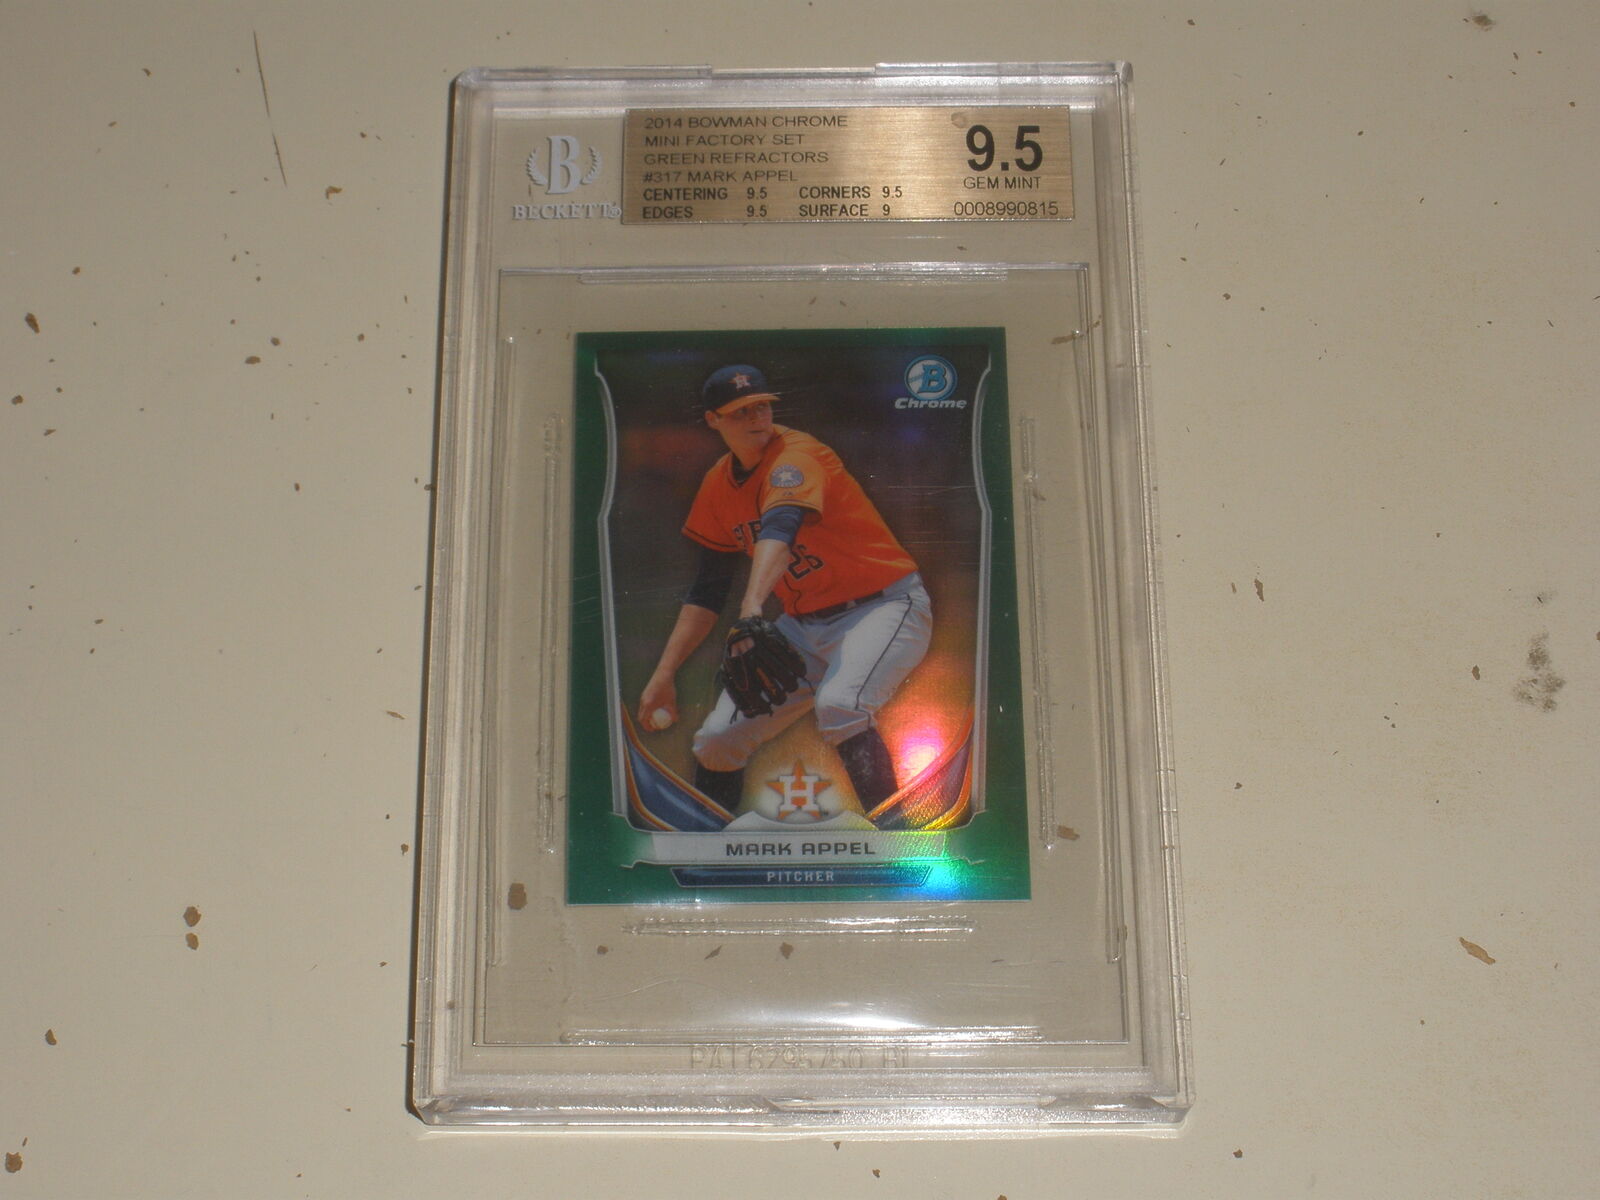 2014 BOWMAN CHROME
MINI FACTORY SET
GREEN REFRACTORS
#317 MARK APPEL
CENTERING 9.5 CORNERS 9.5
EDGES 9.5 SURFACE 9
9.5
GEM MINT
0008990815
B
BECKETT
B
Chrome
H
26
H
MARK APPEL
PITCHER